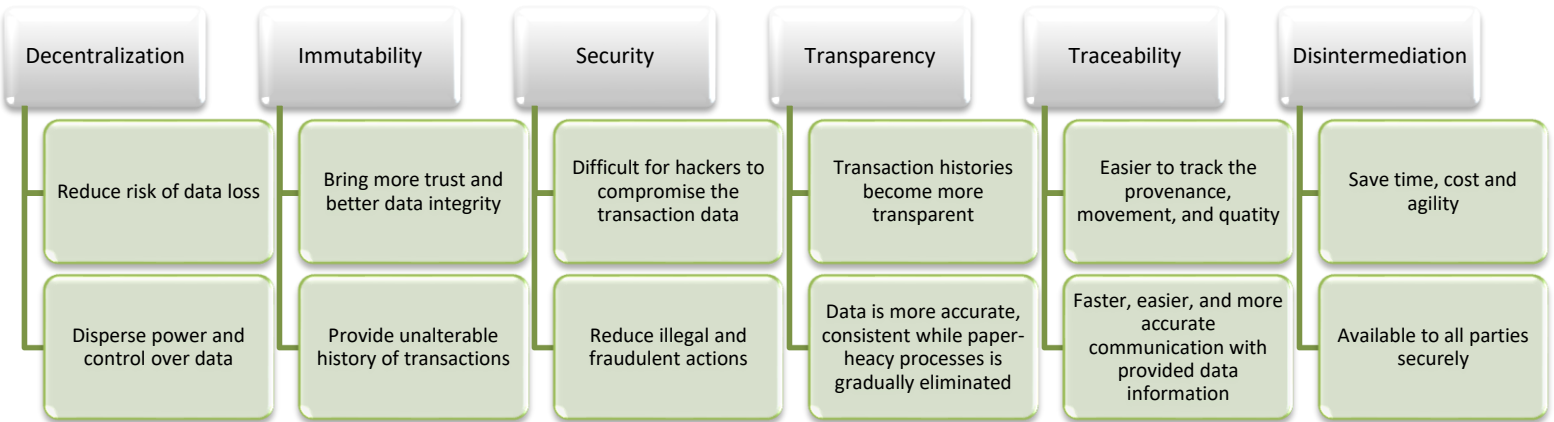 Decentralization
Reduce risk of data loss
Disperse power and
control over data
Immutability
Bring more trust and
better data integrity
Provide unalterable
history of transactions
Security
Difficult for hackers to
compromise the
transaction data
Reduce illegal and
fraudulent actions
Transparency
Transaction histories
become more
transparent
Data is more accurate,
consistent while paper-
heacy processes is
gradually eliminated
Traceability
Easier to track the
provenance,
movement, and quatity
Faster, easier, and more
accurate
communication with
provided data
information
Disintermediation
Save time, cost and
agility
Available to all parties
securely